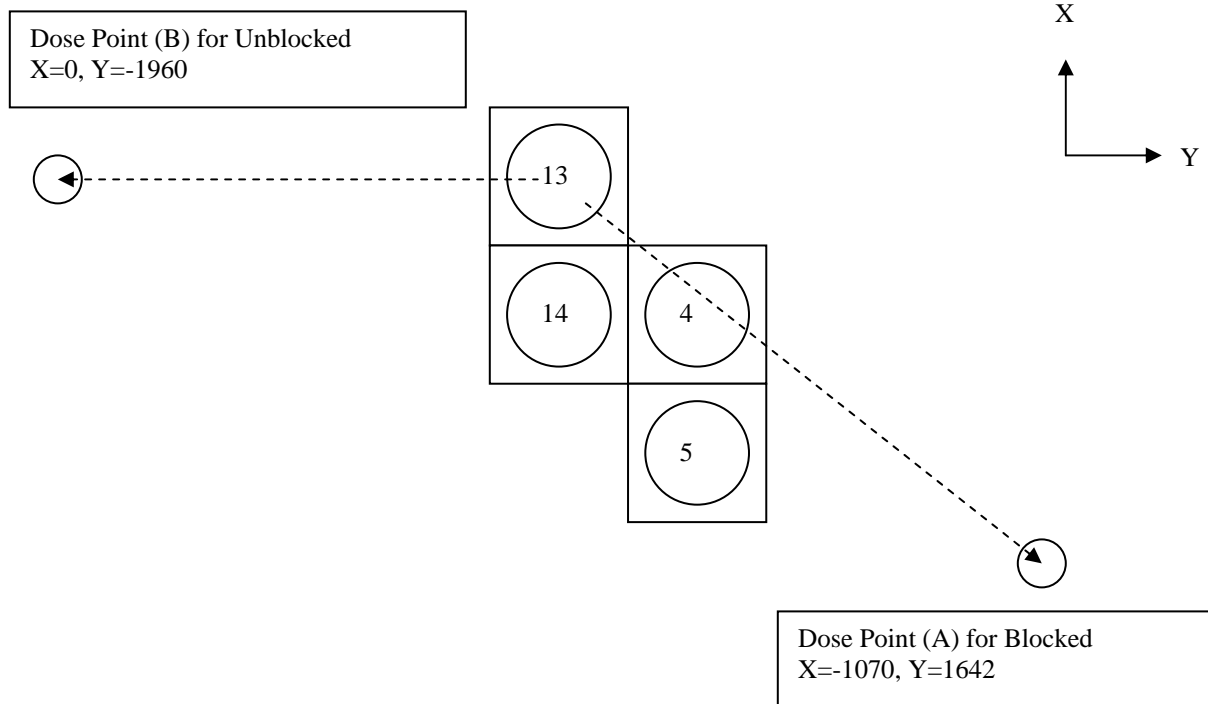 Dose Point (B) for Unblocked
X=0, Y=-1960
X
Y
13
14
4
5
Dose Point (A) for Blocked
X=-1070, Y=1642